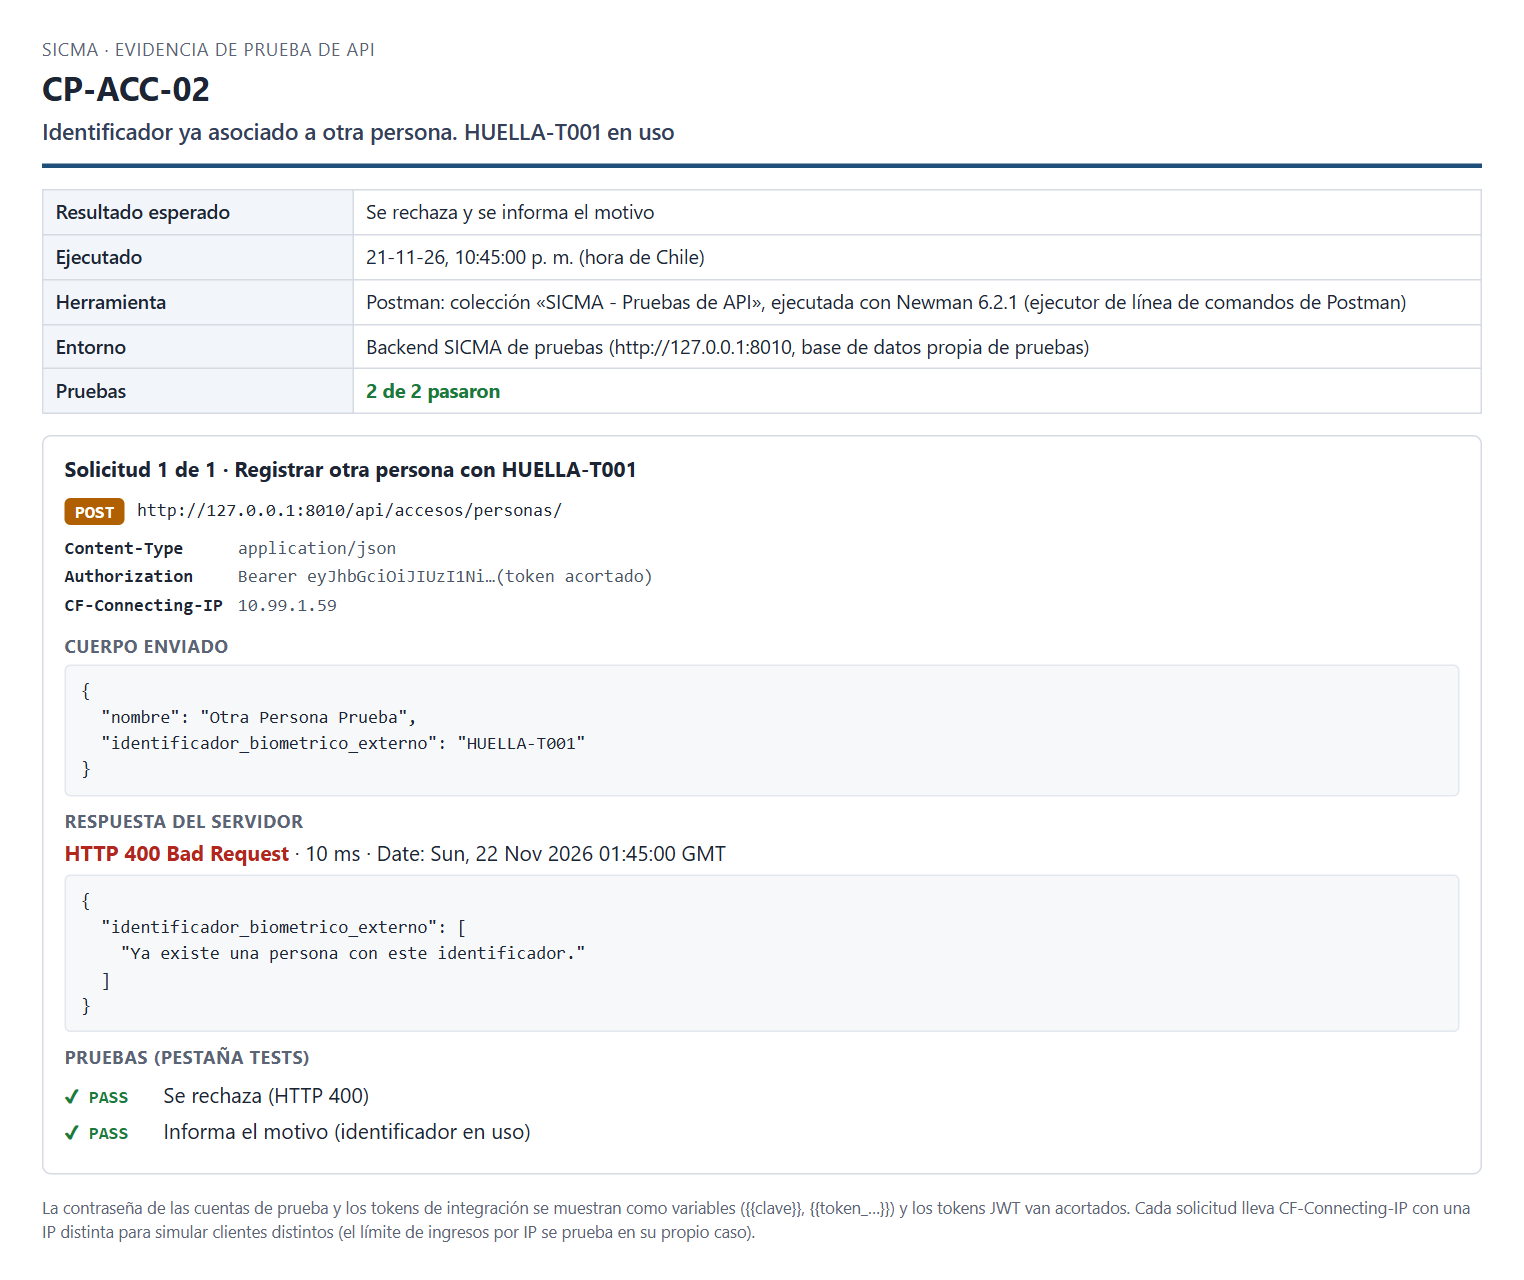 SICMA · EVIDENCIA DE PRUEBA DE API
CP-ACC-02
Identificador ya asociado a otra persona. HUELLA-T001 en uso
Resultado esperado Se rechaza y se informa el motivo
Ejecutado 21-11-26, 10:45:00 p. m. (hora de Chile)
Herramienta Postman: colección «SICMA - Pruebas de API», ejecutada con Newman 6.2.1 (ejecutor de línea de comandos de Postman)
Entorno Backend SICMA de pruebas (http://127.0.0.1:8010, base de datos propia de pruebas)
Pruebas 2 de 2 pasaron
Solicitud 1 de 1 · Registrar otra persona con HUELLA-T001
POST http://127.0.0.1:8010/api/accesos/personas/
Content-Type application/json
Authorization Bearer eyJhbGciOiJIUzI1Ni…(token acortado)
CF-Connecting-IP 10.99.1.59
CUERPO ENVIADO
{
"nombre": "Otra Persona Prueba",
"identificador_biometrico_externo": "HUELLA-T001"
}
RESPUESTA DEL SERVIDOR
HTTP 400 Bad Request · 10 ms · Date: Sun, 22 Nov 2026 01:45:00 GMT
{
"identificador_biometrico_externo": [
"Ya existe una persona con este identificador."
]
}
PRUEBAS (PESTAÑA TESTS)
✔ PASS Se rechaza (HTTP 400)
✔ PASS Informa el motivo (identificador en uso)
La contraseña de las cuentas de prueba y los tokens de integración se muestran como variables ({{clave}}, {{token_…}}) y los tokens JWT van acortados. Cada solicitud lleva CF-Connecting-IP con una
IP distinta para simular clientes distintos (el límite de ingresos por IP se prueba en su propio caso).